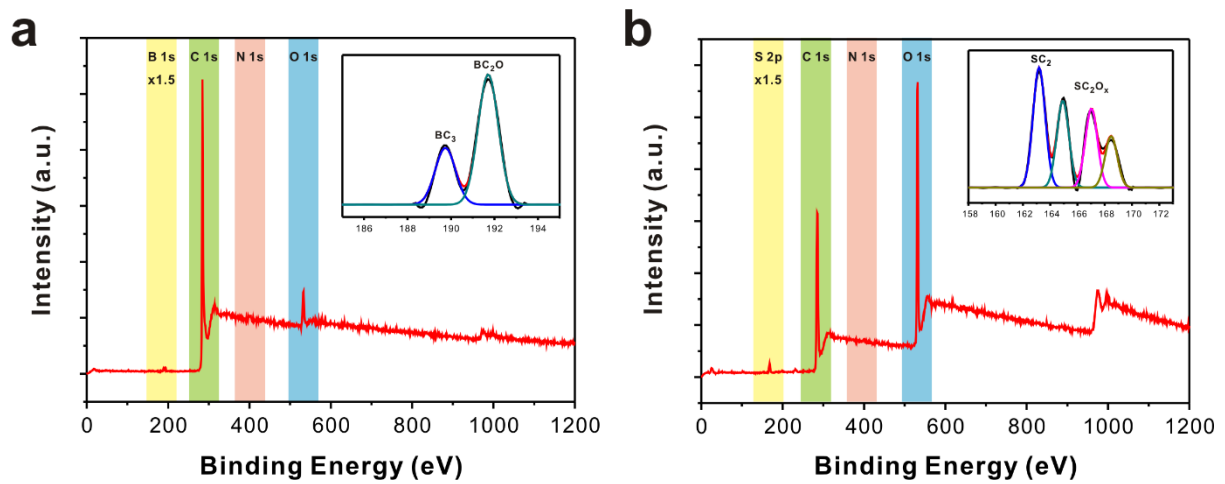 a
B 1s C 1s N 1s O 1s
x1.5
BC₂O
BC₃
186 188 190 192 194
Intensity (a.u.)
0 200 400 600 800 1000 1200
Binding Energy (eV)
b
S 2p C 1s N 1s O 1s
x1.5
SC₂
SC₂Oₓ
158 160 162 164 166 168 170 172
Intensity (a.u.)
0 200 400 600 800 1000 1200
Binding Energy (eV)